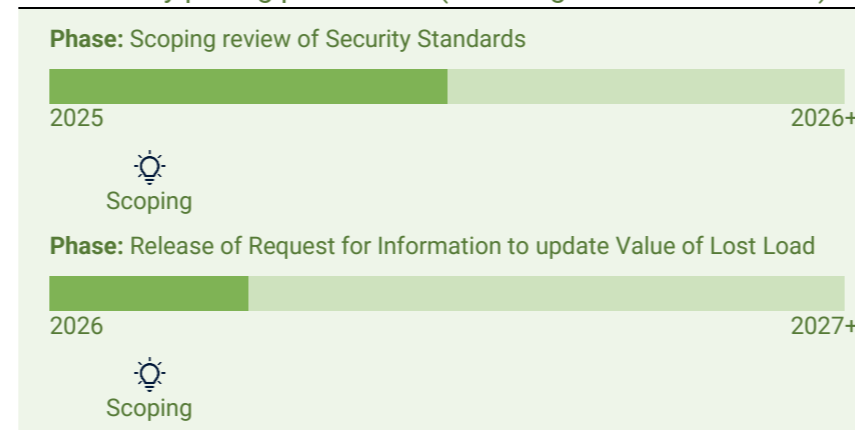 Phase: Scoping review of Security Standards
2025 2026+
Scoping
Phase: Release of Request for Information to update Value of Lost Load
2026 2027+
Scoping